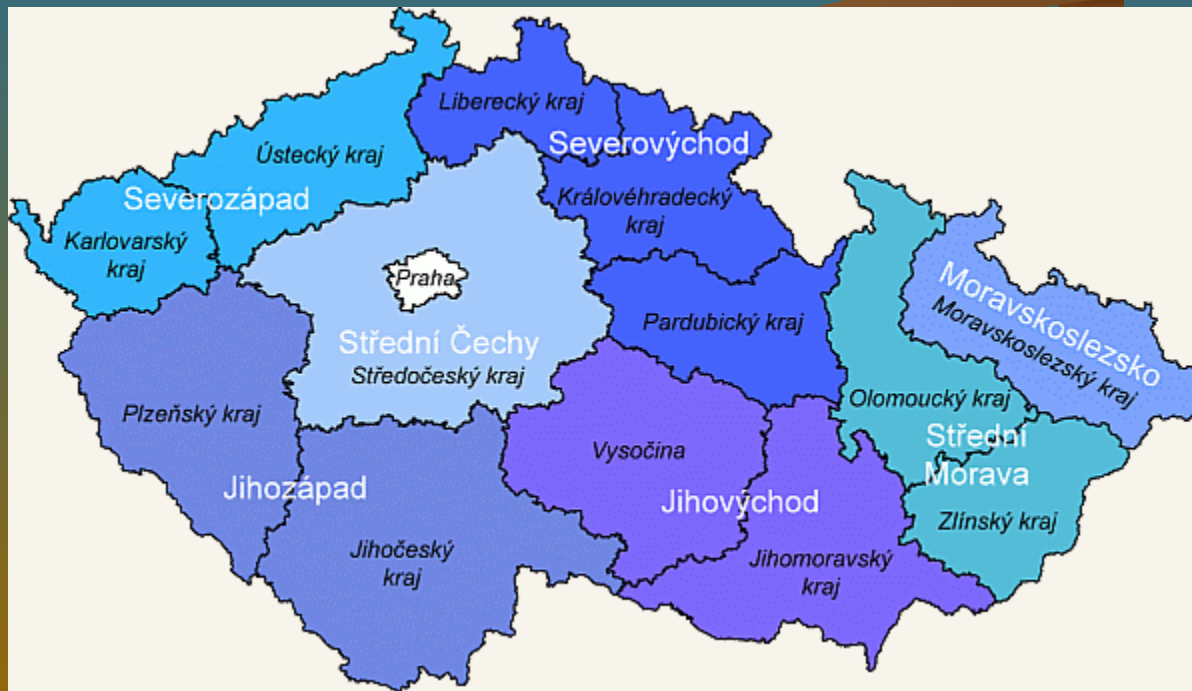 Liberecký kraj
Severovýchod
Ústecký kraj
Severozápad
Královéhradecký
kraj
Karlovarský
kraj
Praha
Moravskoslezsko
Moravskoslezský kraj
Pardubický kraj
Střední Čechy
Středočeský kraj
Plzeňský kraj
Olomoucký kraj
Střední
Morava
Vysočina
Jihozápad
Jihovýchod
Zlínský kraj
Jihočeský
kraj
Jihomoravský
kraj